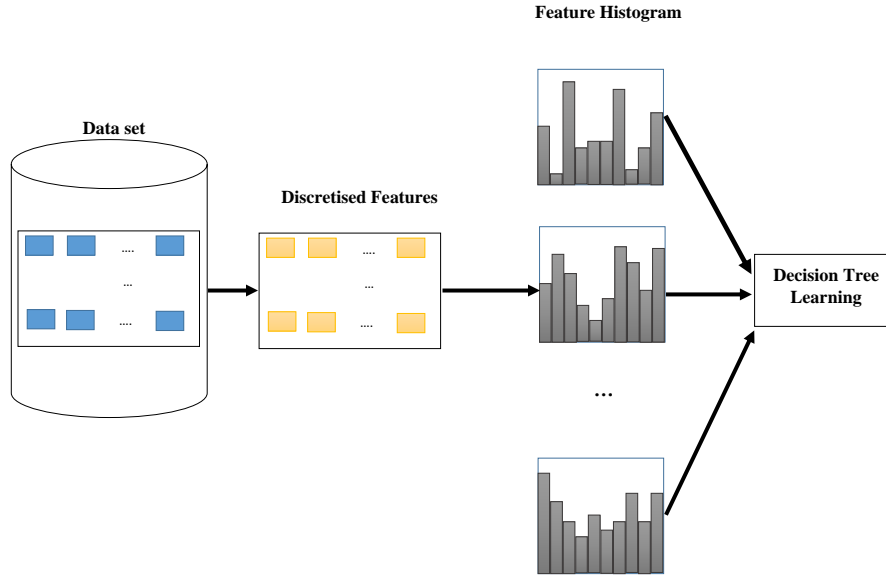 Feature Histogram
Data set
Discretised Features
....
...
....
....
...
....
Decision Tree
Learning
...